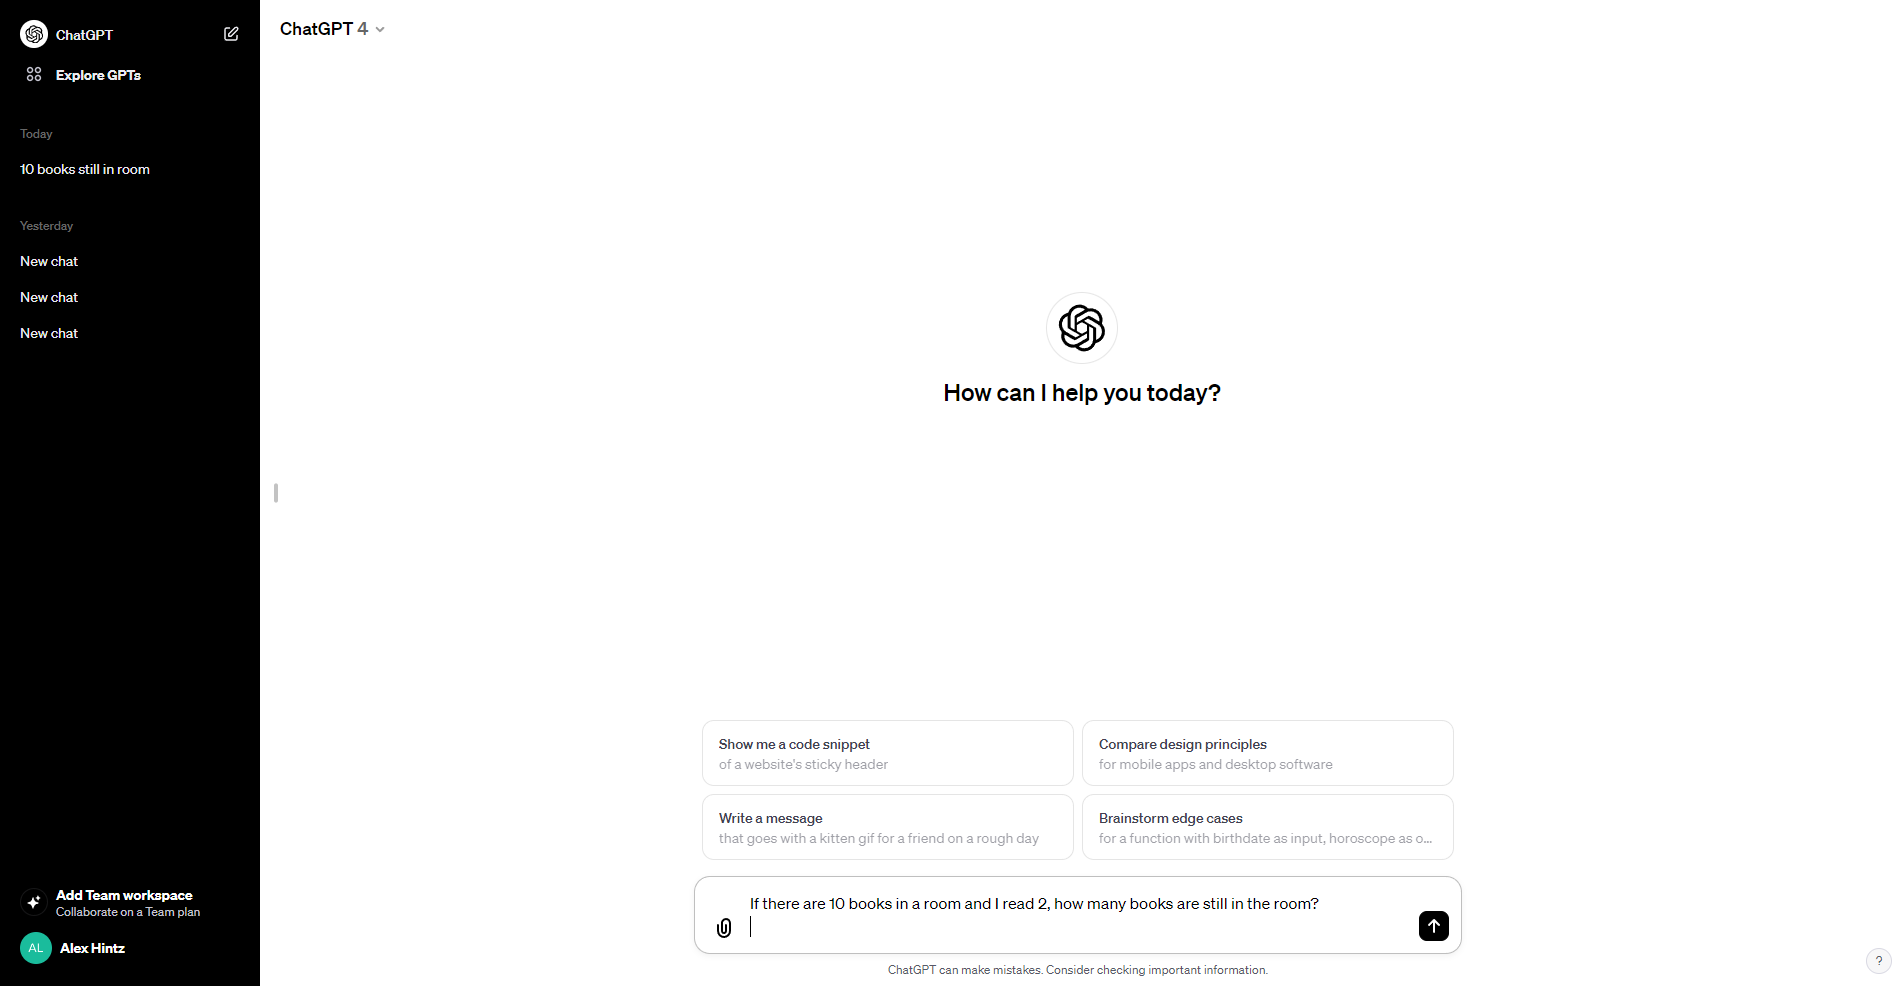 ChatGPT
Explore GPTs
Today
10 books still in room
Yesterday
New chat
New chat
New chat
Add Team workspace
Collaborate on a Team plan
AL
Alex Hintz
ChatGPT 4
How can I help you today?
Show me a code snippet
of a website's sticky header
Compare design principles
for mobile apps and desktop software
Write a message
that goes with a kitten gif for a friend on a rough day
Brainstorm edge cases
for a function with birthdate as input, horoscope as o...
If there are 10 books in a room and I read 2, how many books are still in the room?
ChatGPT can make mistakes. Consider checking important information.
?